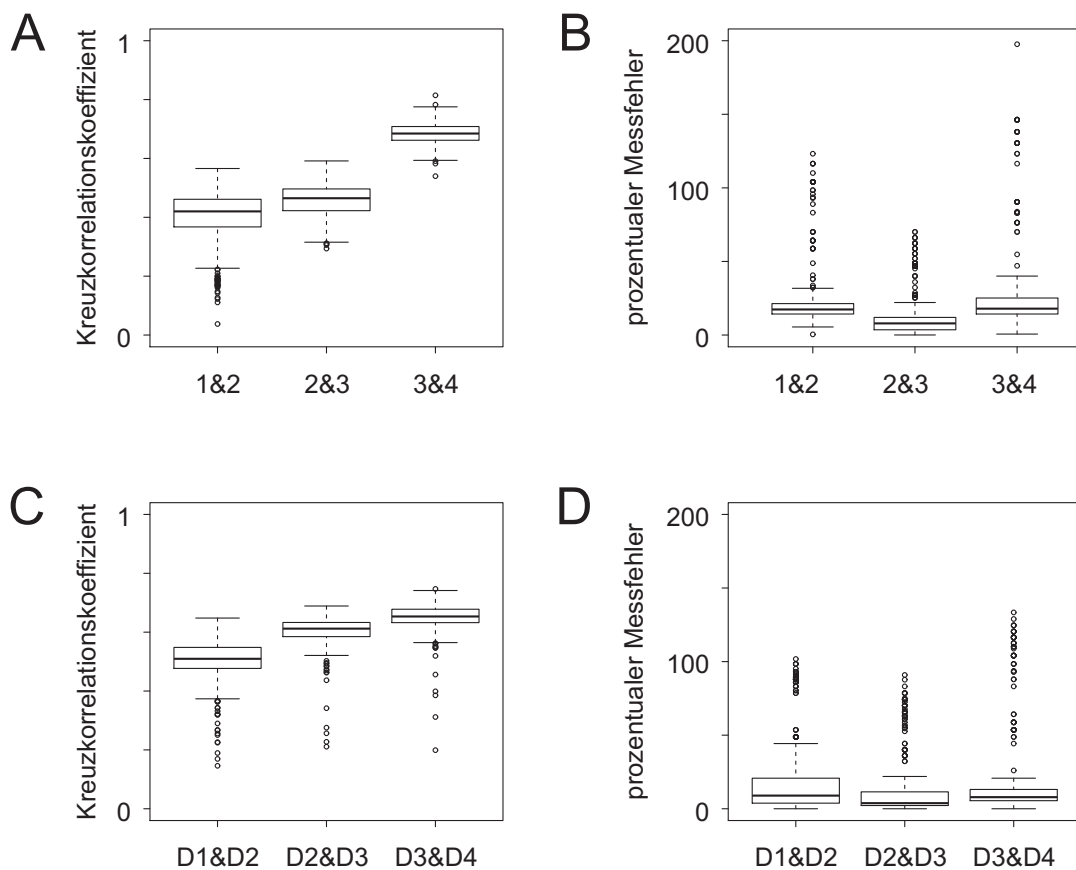 A
Kreuzkorrelationskoeffizient
1
0
1&2 2&3 3&4
B
prozentualer Messfehler
200
100
0
1&2 2&3 3&4
C
Kreuzkorrelationskoeffizient
1
0
D1&D2 D2&D3 D3&D4
D
prozentualer Messfehler
200
100
0
D1&D2 D2&D3 D3&D4